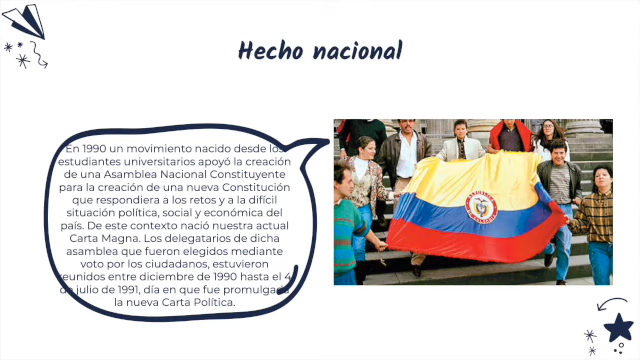 Hecho nacional
En 1990 un movimiento nacido desde los
estudiantes universitarios apoyó la creación
de una Asamblea Nacional Constituyente
para la creación de una nueva Constitución
que respondiera a los retos y a la difícil
situación política, social y económica del
país. De este contexto nació nuestra actual
Carta Magna. Los delegatarios de dicha
asamblea que fueron elegidos mediante
voto por los ciudadanos, estuvieron
reunidos entre diciembre de 1990 hasta el 4
de julio de 1991, día en que fue promulgada
la nueva Carta Política.